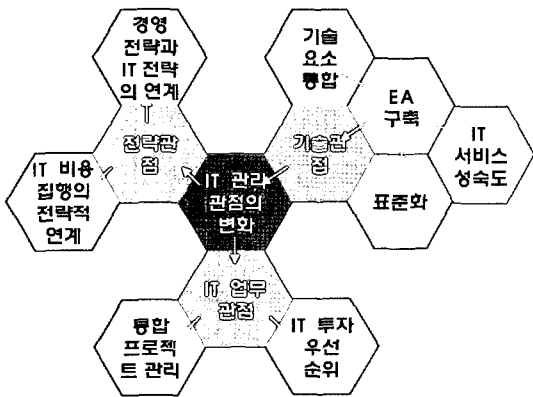 경영
전략과
IT 전략
의 연계
기술
요소
통합
EA
구축
IT
서비스
성숙도
전략관
점
기술관
점
IT 비용
집행의
전략적
연계
IT 관리
관점의
변화
표준화
IT 업무
관점
통합
프로젝
트 관리
IT 투자
우선
순위